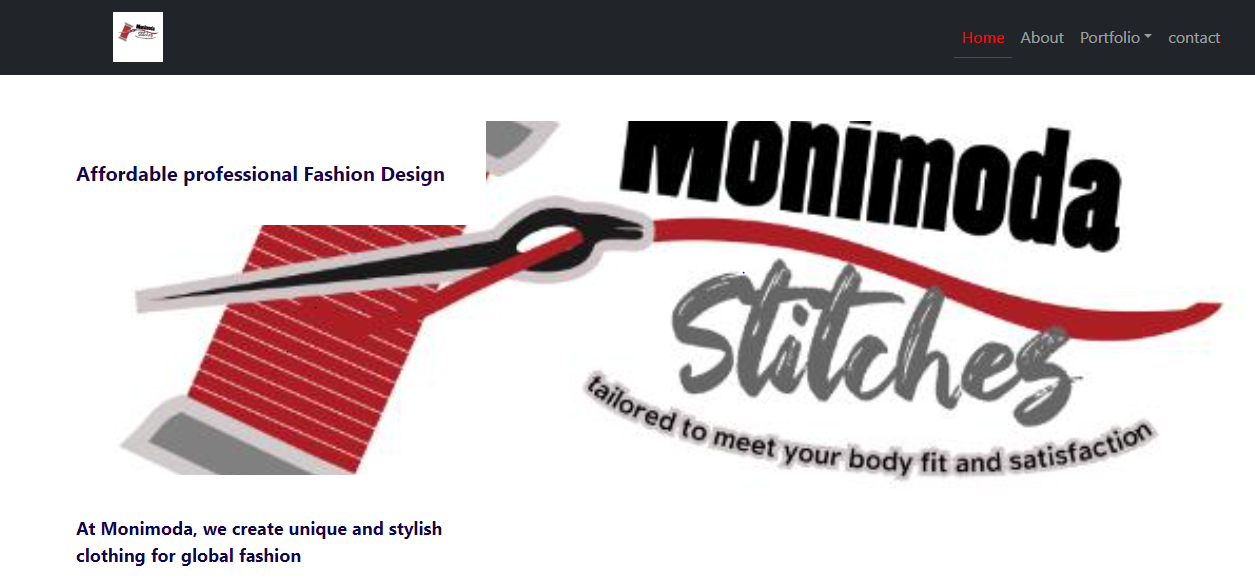 Monimoda
Home About Portfolio contact
Affordable professional Fashion Design
Monimoda
Stitches
tailored to meet your body fit and satisfaction
At Monimoda, we create unique and stylish
clothing for global fashion